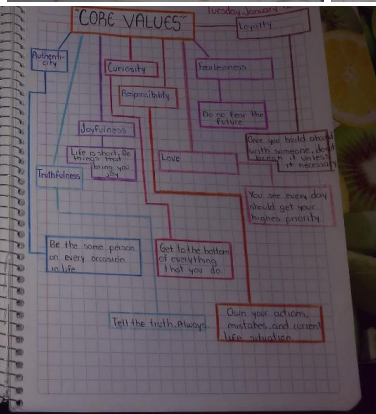 Tuesday January
"CORE VALUES"
Loyalty
Authenti-
city
Curiosity
Fearlessness
Responsibility
Do no fear the
future
Joyfulness
Life is short. Do
things that
bring you
joy
Love
Once you build
with someone, don't
break it unless
it necessary
Truthfulness
You see every day
should get your
highes priority.
Be the same person
on every occasion
in life.
Get to the bottom
of everything
that you do.
Tell the truth. Always
Own your actions,
mistakes, and current
life situation